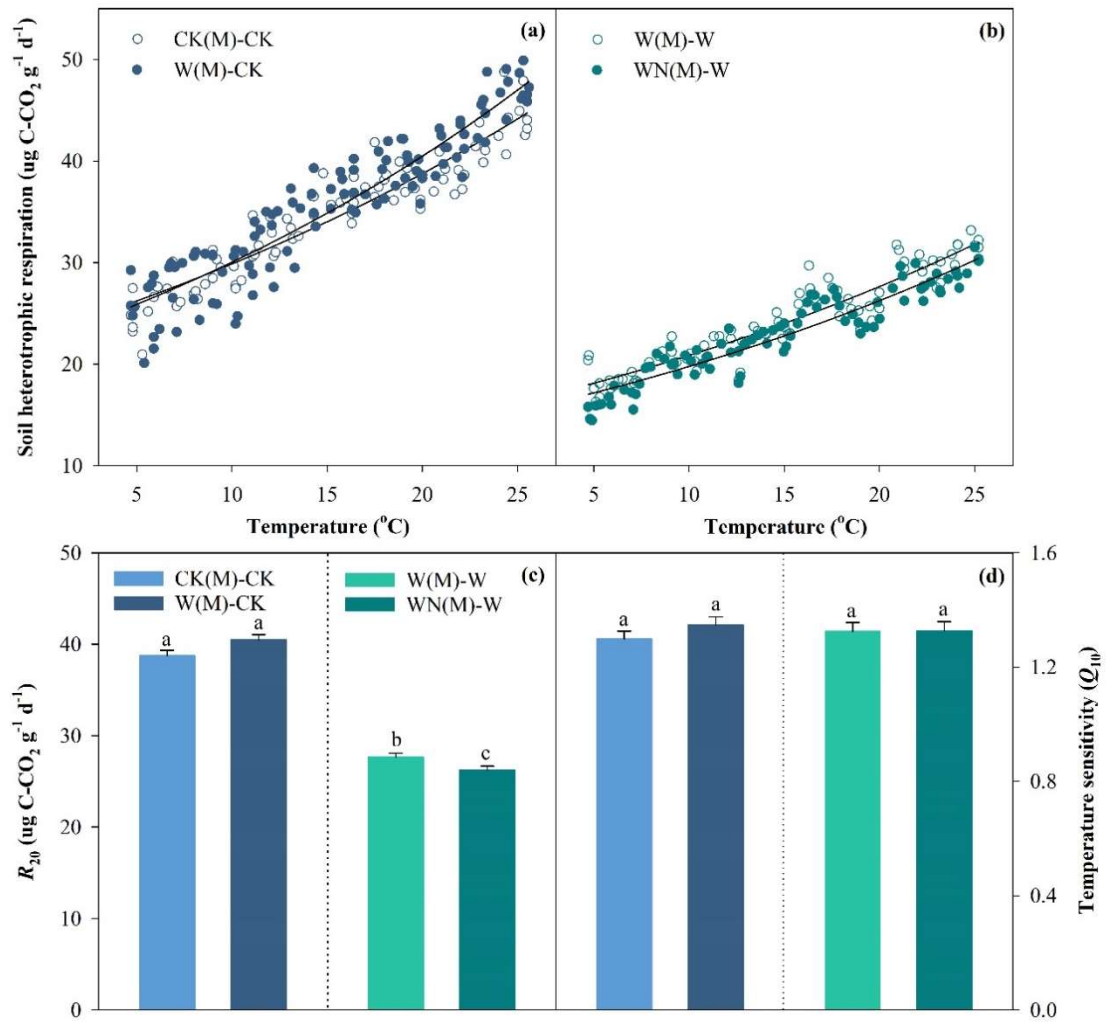 (a)
CK(M)-CK
W(M)-CK
(b)
W(M)-W
WN(M)-W
Soil heterotrophic respiration (ug C-CO2 g-1 d-1)
50
40
30
20
10
5 10 15 20 25
5 10 15 20 25
Temperature (oC)
Temperature (oC)
(c)
CK(M)-CK
W(M)-CK
W(M)-W
WN(M)-W
(d)
R20 (ug C-CO2 g-1 d-1)
50
40
30
20
10
0
a a b c
a a a a
1.6
1.2
0.8
0.4
0.0
Temperature sensitivity (Q10)